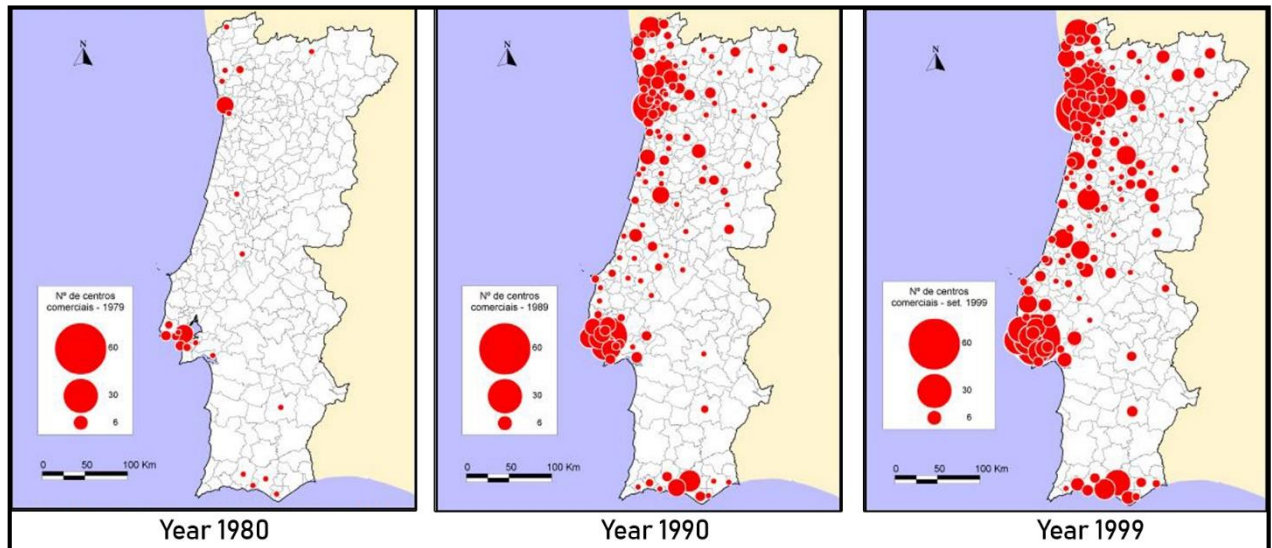 N
Nº de centros
comerciais - 1979
60
30
6
0 50 100 Km
Year 1980
N
Nº de centros
comerciais - 1989
60
30
6
0 50 100 Km
Year 1990
N
Nº de centros
comerciais - set. 1999
60
30
6
0 50 100 Km
Year 1999